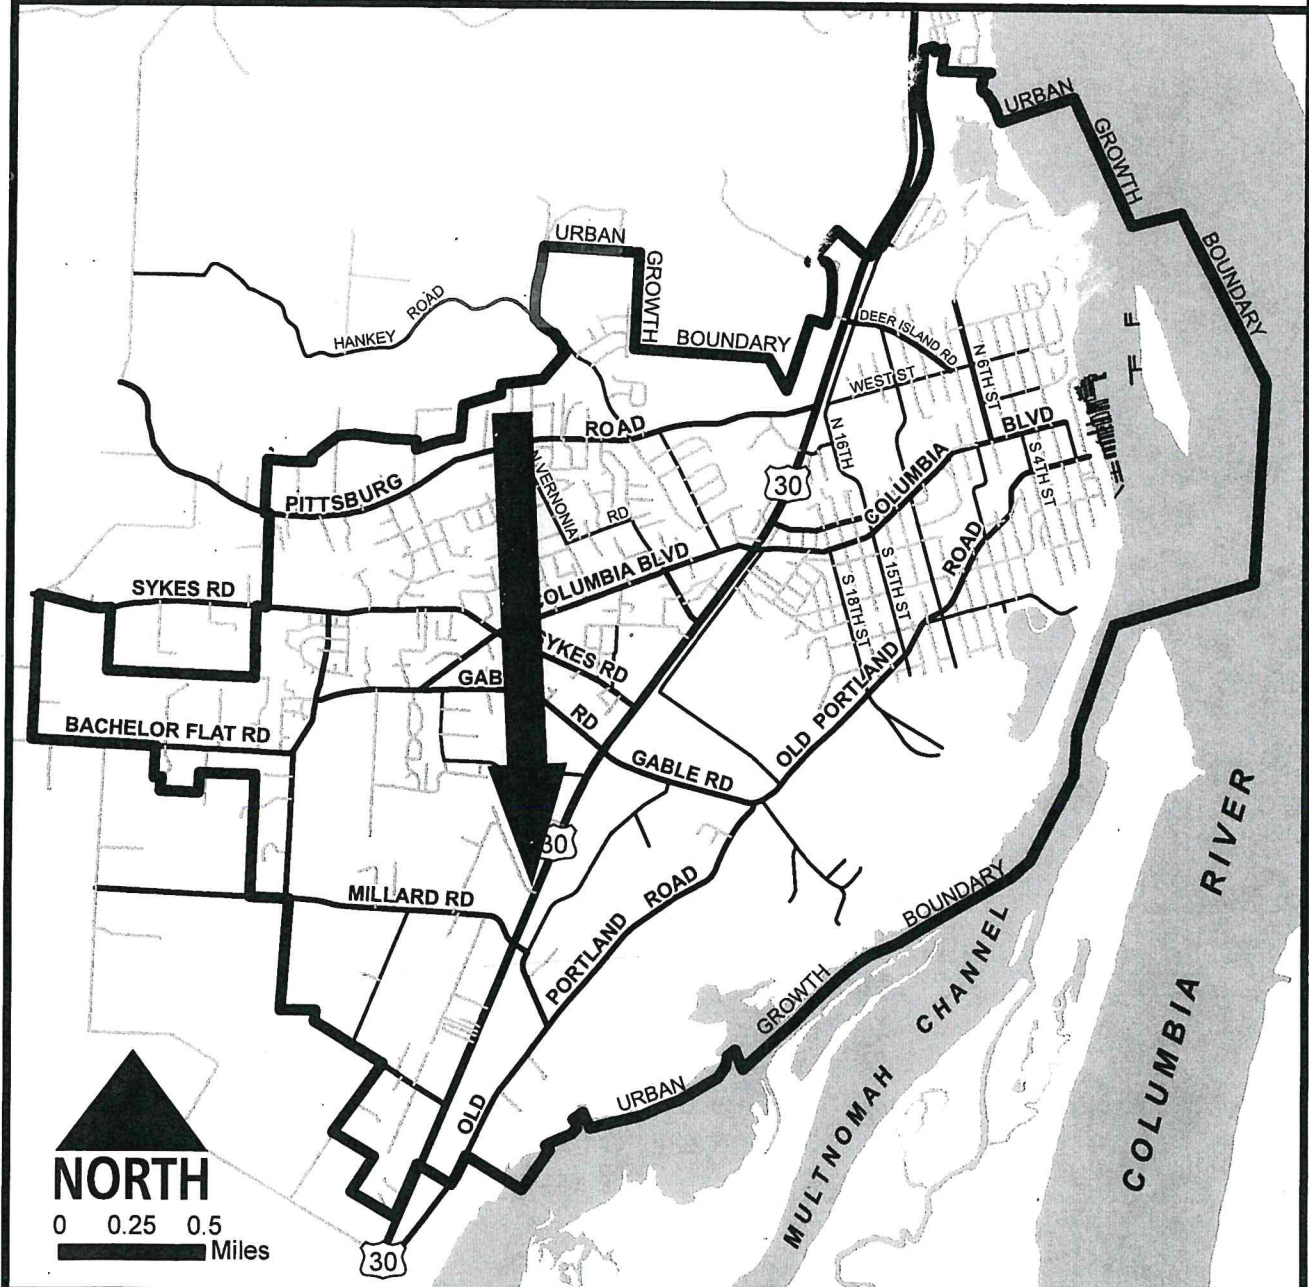 URBAN
GROWTH
BOUNDARY
URBAN
GROWTH
BOUNDARY
HANKEY ROAD
DEER ISLAND RD
WEST ST
N 6TH ST
ROAD
BLVD
N 16TH
COLUMBIA
S 4TH ST
30
PITTSBURG
N VERNONIA
RD
OLUMBIA BLVD
ROAD
SYKES RD
S 15TH ST
S 18TH ST
SYKES RD
GAB
RD
BACHELOR FLAT RD
GABLE RD
OLD PORTLAND
30
MILLARD RD
PORTLAND ROAD
OLD
BOUNDARY
GROWTH
URBAN
MULTNOMAH CHANNEL
COLUMBIA RIVER
NORTH
0 0.25 0.5
Miles
30